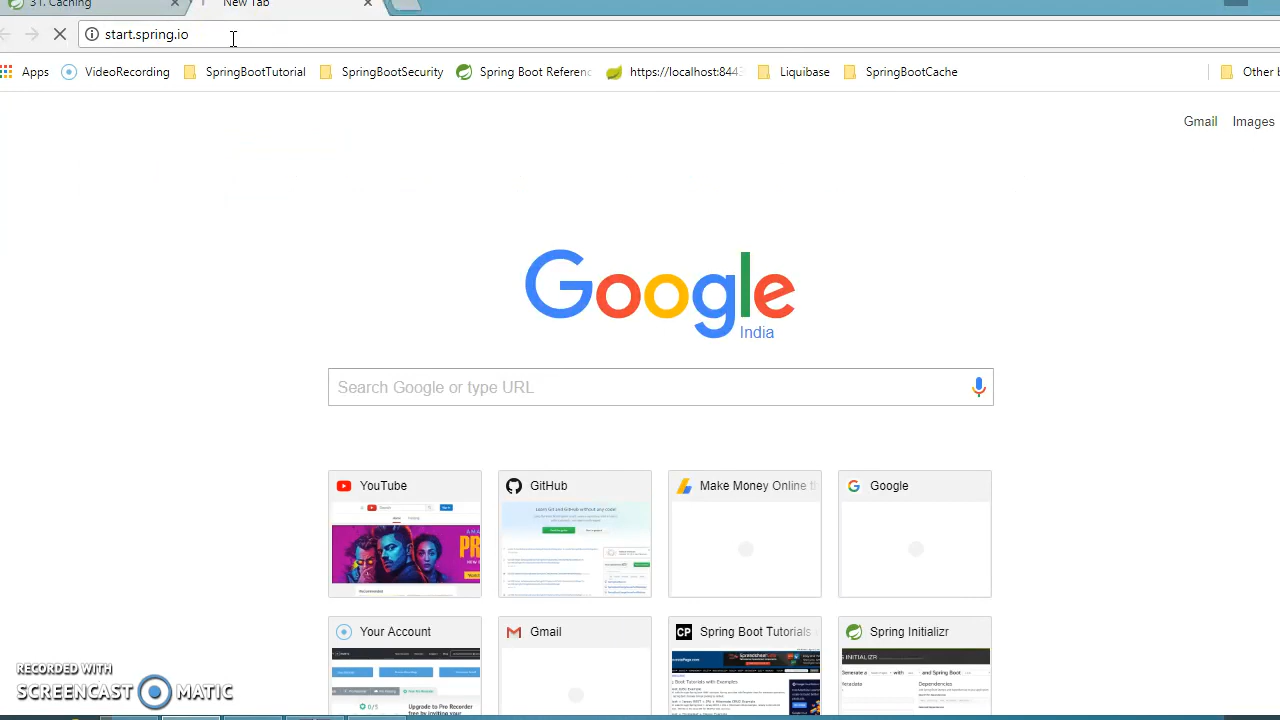 31. Caching
New Tab
start.spring.io
Apps VideoRecording SpringBootTutorial SpringBootSecurity Spring Boot Referenc https://localhost:844 Liquibase SpringBootCache Other b
Gmail Images
Google
India
Search Google or type URL
YouTube GitHub Make Money Online th Google
Your Account Gmail Spring Boot Tutorials Spring Initializr
CP
RECORDED WITH
SCREENCAST-O-MATIC